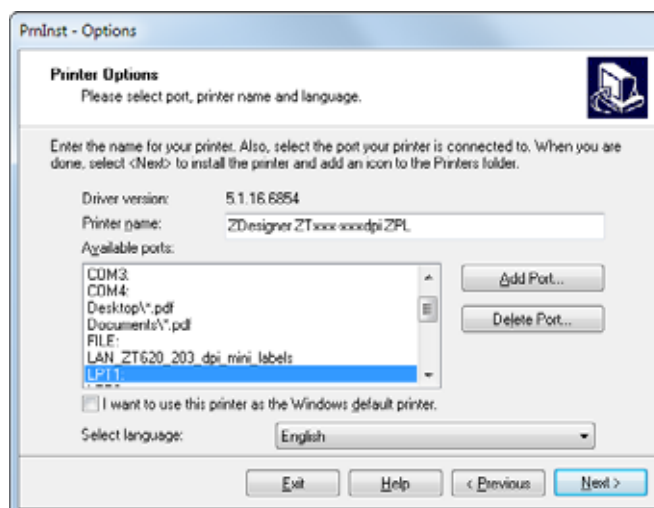 PrnInst - Options
Printer Options
Please select port, printer name and language.
Enter the name for your printer. Also, select the port your printer is connected to. When you are
done, select <Next> to install the printer and add an icon to the Printers folder.
Driver version: 5.1.16.6854
Printer name: ZDesigner ZTxxx-xxxdpi ZPL
Available ports:
COM3:
COM4:
Desktop\*.pdf
Documents\*.pdf
FILE:
LAN_ZT620_203_dpi_mini_labels
LPT1:
Add Port...
Delete Port...
I want to use this printer as the Windows default printer.
Select language: English
Exit Help < Previous Next >